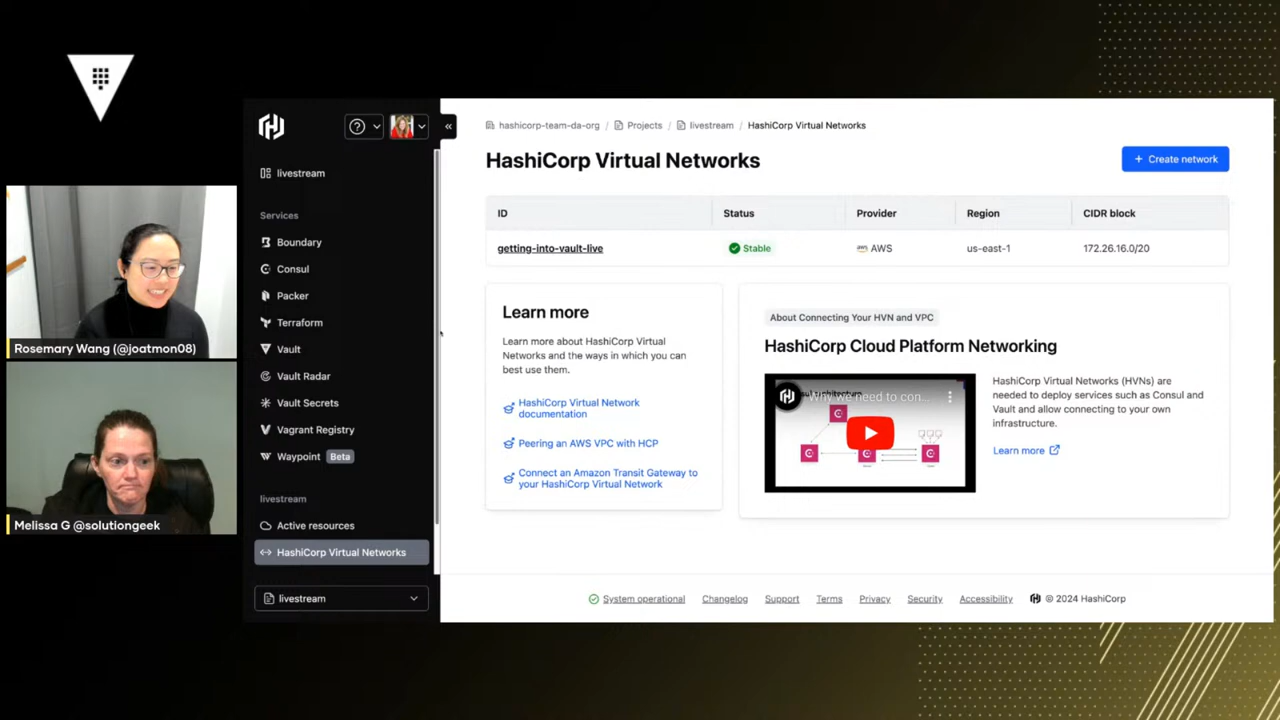 Rosemary Wang (@joatmon08)
Melissa G @solutiongeek
livestream
Services
Boundary
Consul
Packer
Terraform
Vault
Vault Radar
Vault Secrets
Vagrant Registry
Waypoint Beta
livestream
Active resources
HashiCorp Virtual Networks
livestream
hashicorp-team-da-org / Projects / livestream / HashiCorp Virtual Networks
HashiCorp Virtual Networks
+ Create network
ID Status Provider Region CIDR block
getting-into-vault-live Stable aws AWS us-east-1 172.26.16.0/20
Learn more
Learn more about HashiCorp Virtual
Networks and the ways in which you can
best use them.
HashiCorp Virtual Network
documentation
Peering an AWS VPC with HCP
Connect an Amazon Transit Gateway to
your HashiCorp Virtual Network
About Connecting Your HVN and VPC
HashiCorp Cloud Platform Networking
Why we need to con...
HashiCorp Virtual Networks (HVNs) are
needed to deploy services such as Consul and
Vault and allow connecting to your own
infrastructure.
Learn more
System operational Changelog Support Terms Privacy Security Accessibility © 2024 HashiCorp